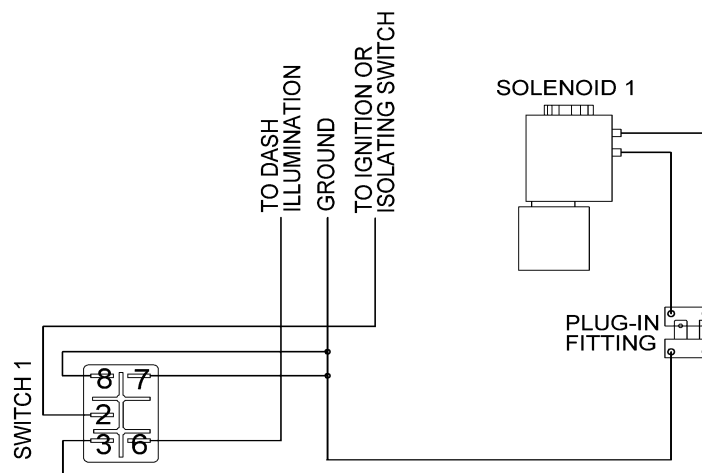 TO DASH
ILLUMINATION
GROUND
TO IGNITION OR
ISOLATING SWITCH
SOLENOID 1
PLUG-IN
FITTING
SWITCH 1
8 7
2
3 6